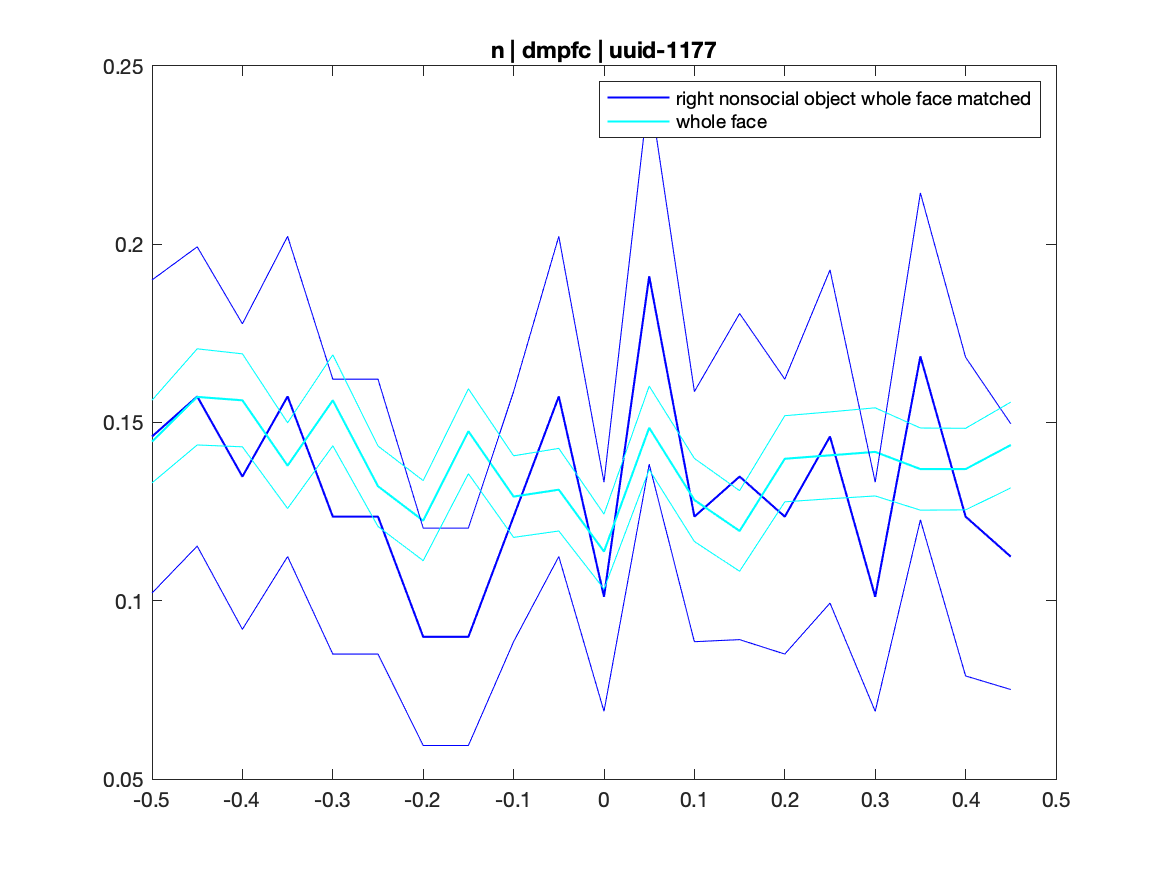 n | dmpfc | uuid-1177
right nonsocial object whole face matched
whole face
0.25
0.2
0.15
0.1
0.05
-0.5 -0.4 -0.3 -0.2 -0.1 0 0.1 0.2 0.3 0.4 0.5